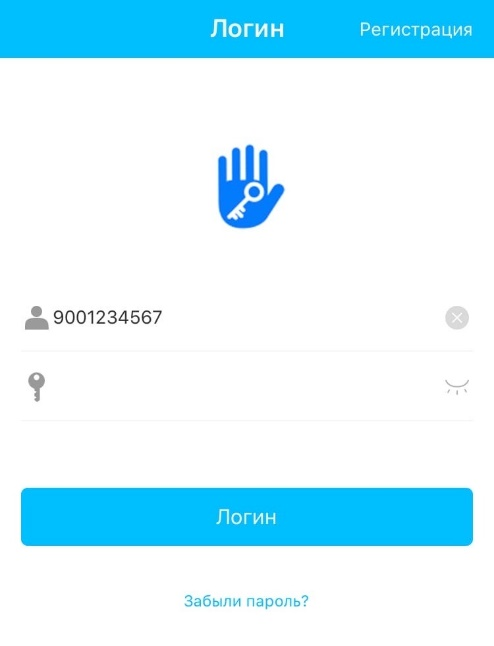 Логин
Регистрация
9001234567
Логин
Забыли пароль?